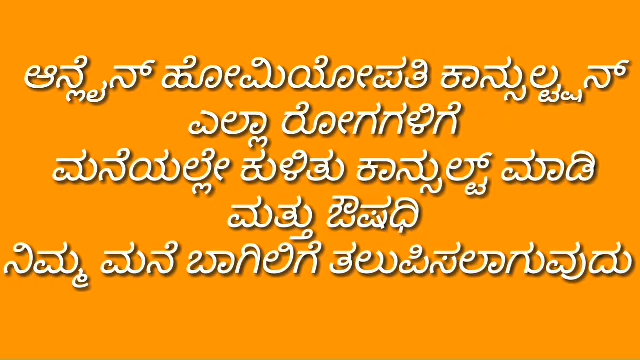 ಆನ್ಲೈನ್ ಹೋಮಿಯೋಪತಿ ಕಾನ್ಸುಲ್ಟ್ಷನ್
ಎಲ್ಲಾ ರೋಗಗಳಿಗೆ
ಮನೆಯಲ್ಲೇ ಕುಳಿತು ಕಾನ್ಸುಲ್ಟ್ ಮಾಡಿ
ಮತ್ತು ಔಷಧಿ
ನಿಮ್ಮ ಮನೆ ಬಾಗಿಲಿಗೆ ತಲುಪಿಸಲಾಗುವುದು